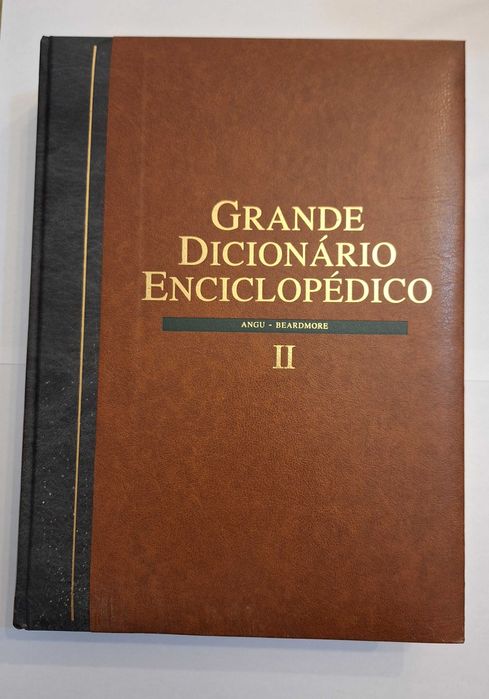 GRANDE
DICIONÁRIO
ENCICLOPÉDICO
ANGU - BEARDMORE
II